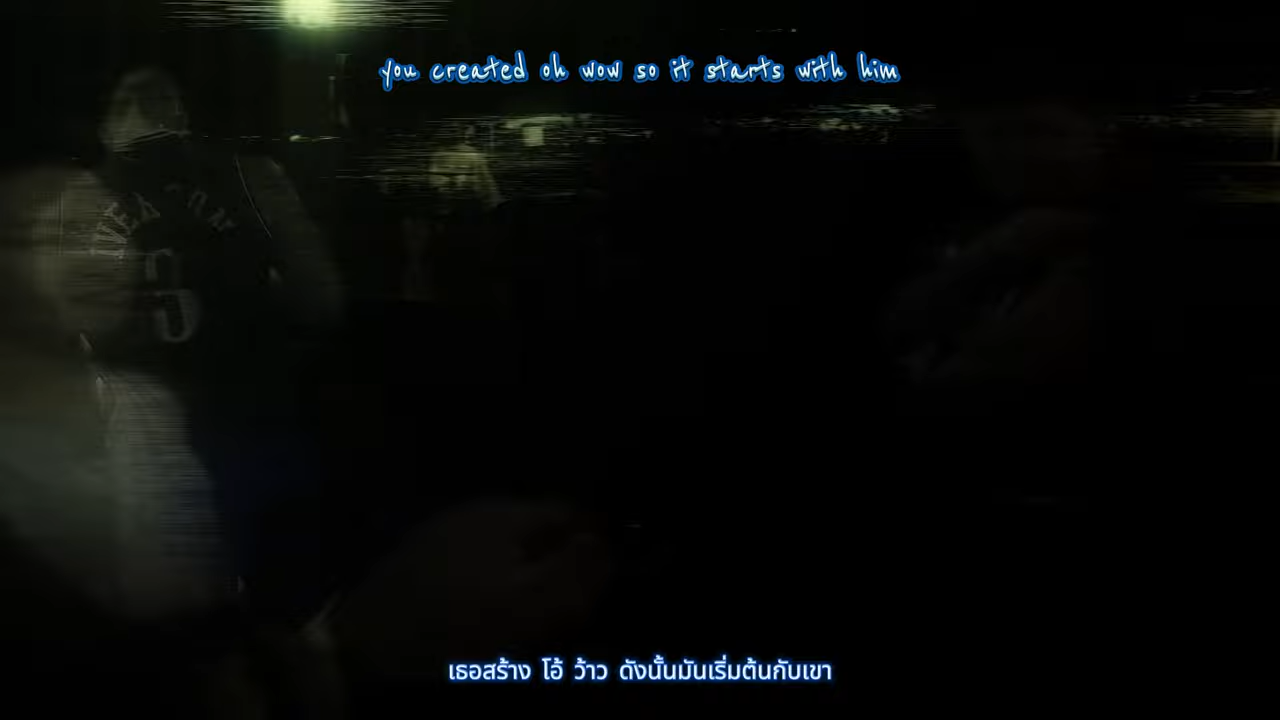 you created oh wow so it starts with him
เธอสร้าง โอ้ ว้าว ดังนั้นมันเริ่มต้นกับเขา